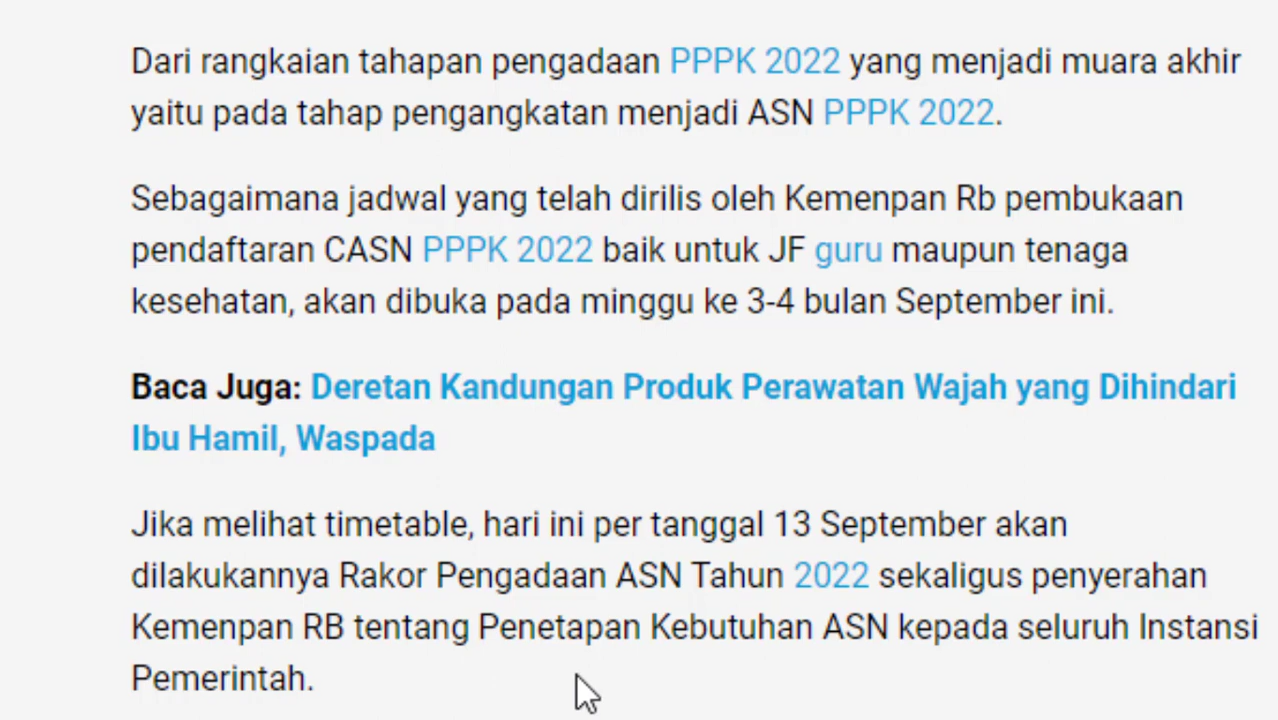 Dari rangkaian tahapan pengadaan PPPK 2022 yang menjadi muara akhir
yaitu pada tahap pengangkatan menjadi ASN PPPK 2022.
Sebagaimana jadwal yang telah dirilis oleh Kemenpan Rb pembukaan
pendaftaran CASN PPPK 2022 baik untuk JF guru maupun tenaga
kesehatan, akan dibuka pada minggu ke 3-4 bulan September ini.
Baca Juga: Deretan Kandungan Produk Perawatan Wajah yang Dihindari
Ibu Hamil, Waspada
Jika melihat timetable, hari ini per tanggal 13 September akan
dilakukannya Rakor Pengadaan ASN Tahun 2022 sekaligus penyerahan
Kemenpan RB tentang Penetapan Kebutuhan ASN kepada seluruh Instansi
Pemerintah.